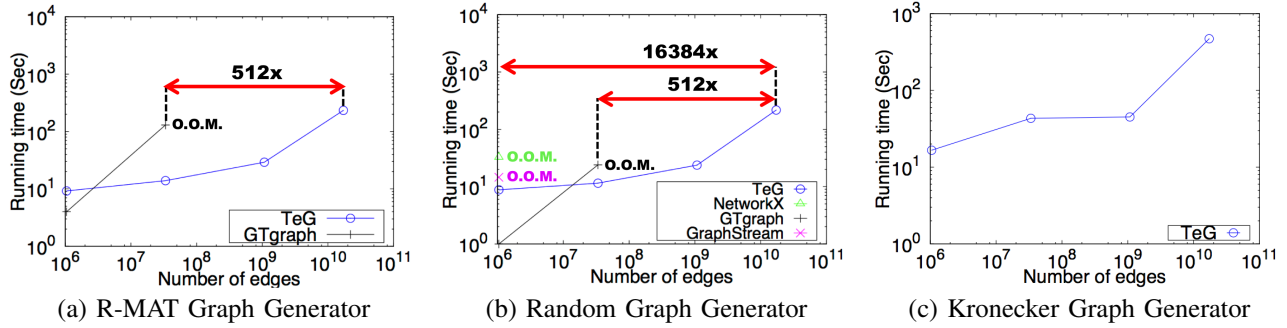 Running time (Sec)
10^4
10^3
10^2
10^1
10^0
512x
O.O.M.
TeG
GTgraph
10^6 10^7 10^8 10^9 10^10 10^11
Number of edges
(a) R-MAT Graph Generator
Running time (Sec)
10^4
10^3
10^2
10^1
10^0
16384x
512x
O.O.M.
O.O.M.
O.O.M.
TeG
NetworkX
GTgraph
GraphStream
10^6 10^7 10^8 10^9 10^10 10^11
Number of edges
(b) Random Graph Generator
Running time (Sec)
10^3
10^2
10^1
10^0
TeG
10^6 10^7 10^8 10^9 10^10 10^11
Number of edges
(c) Kronecker Graph Generator